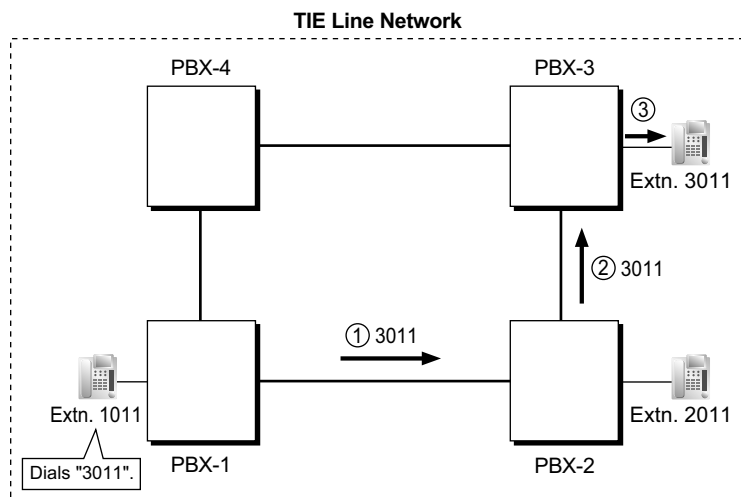 TIE Line Network
PBX-4
PBX-3
③
Extn. 3011
② 3011
① 3011
Extn. 1011
Extn. 2011
Dials "3011".
PBX-1
PBX-2